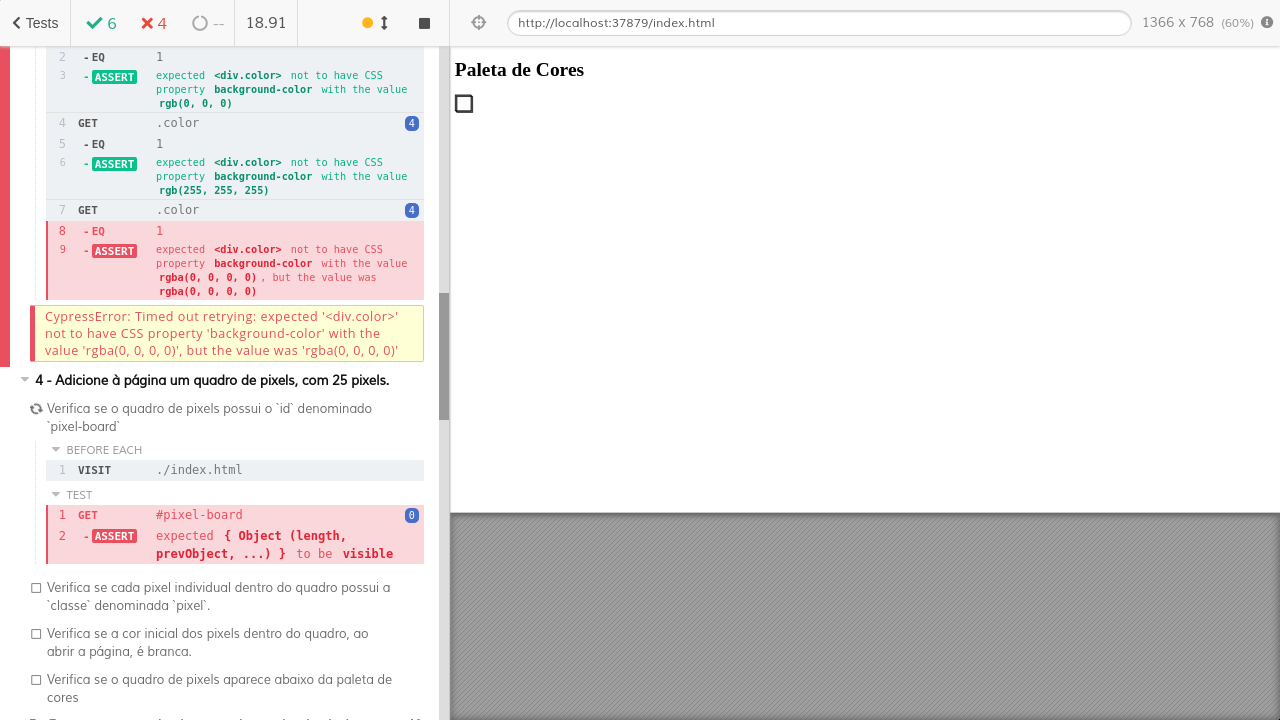 Tests 6 4 -- 18.91 http://localhost:37879/index.html 1366 x 768 (60%)
2 - EQ 1
3 - ASSERT expected <div.color> not to have CSS
property background-color with the value
rgb(0, 0, 0)
4 GET .color 4
5 - EQ 1
6 - ASSERT expected <div.color> not to have CSS
property background-color with the value
rgb(255, 255, 255)
7 GET .color 4
8 - EQ 1
9 - ASSERT expected <div.color> not to have CSS
property background-color with the value
rgba(0, 0, 0, 0) , but the value was
rgba(0, 0, 0, 0)
CypressError: Timed out retrying: expected '<div.color>'
not to have CSS property 'background-color' with the
value 'rgba(0, 0, 0, 0)', but the value was 'rgba(0, 0, 0, 0)'
4 - Adicione à página um quadro de pixels, com 25 pixels.
Verifica se o quadro de pixels possui o `id` denominado
`pixel-board`
BEFORE EACH
1 VISIT ./index.html
TEST
1 GET #pixel-board 0
2 - ASSERT expected { Object (length,
prevObject, ...) } to be visible
Verifica se cada pixel individual dentro do quadro possui a
`classe` denominada `pixel`.
Verifica se a cor inicial dos pixels dentro do quadro, ao
abrir a página, é branca.
Verifica se o quadro de pixels aparece abaixo da paleta de
cores
Paleta de Cores